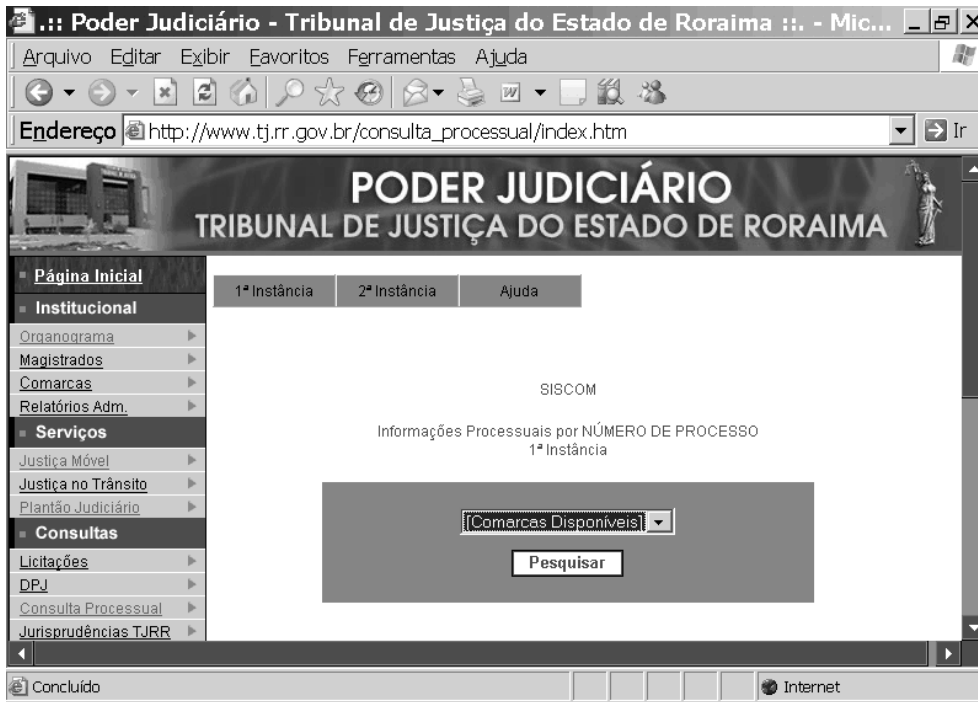 .:: Poder Judiciário - Tribunal de Justiça do Estado de Roraima ::. - Mic...
Arquivo Editar Exibir Favoritos Ferramentas Ajuda
Endereço http://www.tj.rr.gov.br/consulta_processual/index.htm Ir
PODER JUDICIÁRIO
TRIBUNAL DE JUSTIÇA DO ESTADO DE RORAIMA
Página Inicial
Institucional
Organograma
Magistrados
Comarcas
Relatórios Adm.
Serviços
Justiça Móvel
Justiça no Trânsito
Plantão Judiciário
Consultas
Licitações
DPJ
Consulta Processual
Jurisprudências TJRR
1ª Instância 2ª Instância Ajuda
SISCOM
Informações Processuais por NÚMERO DE PROCESSO
1ª Instância
[Comarcas Disponíveis]
Pesquisar
Concluído Internet